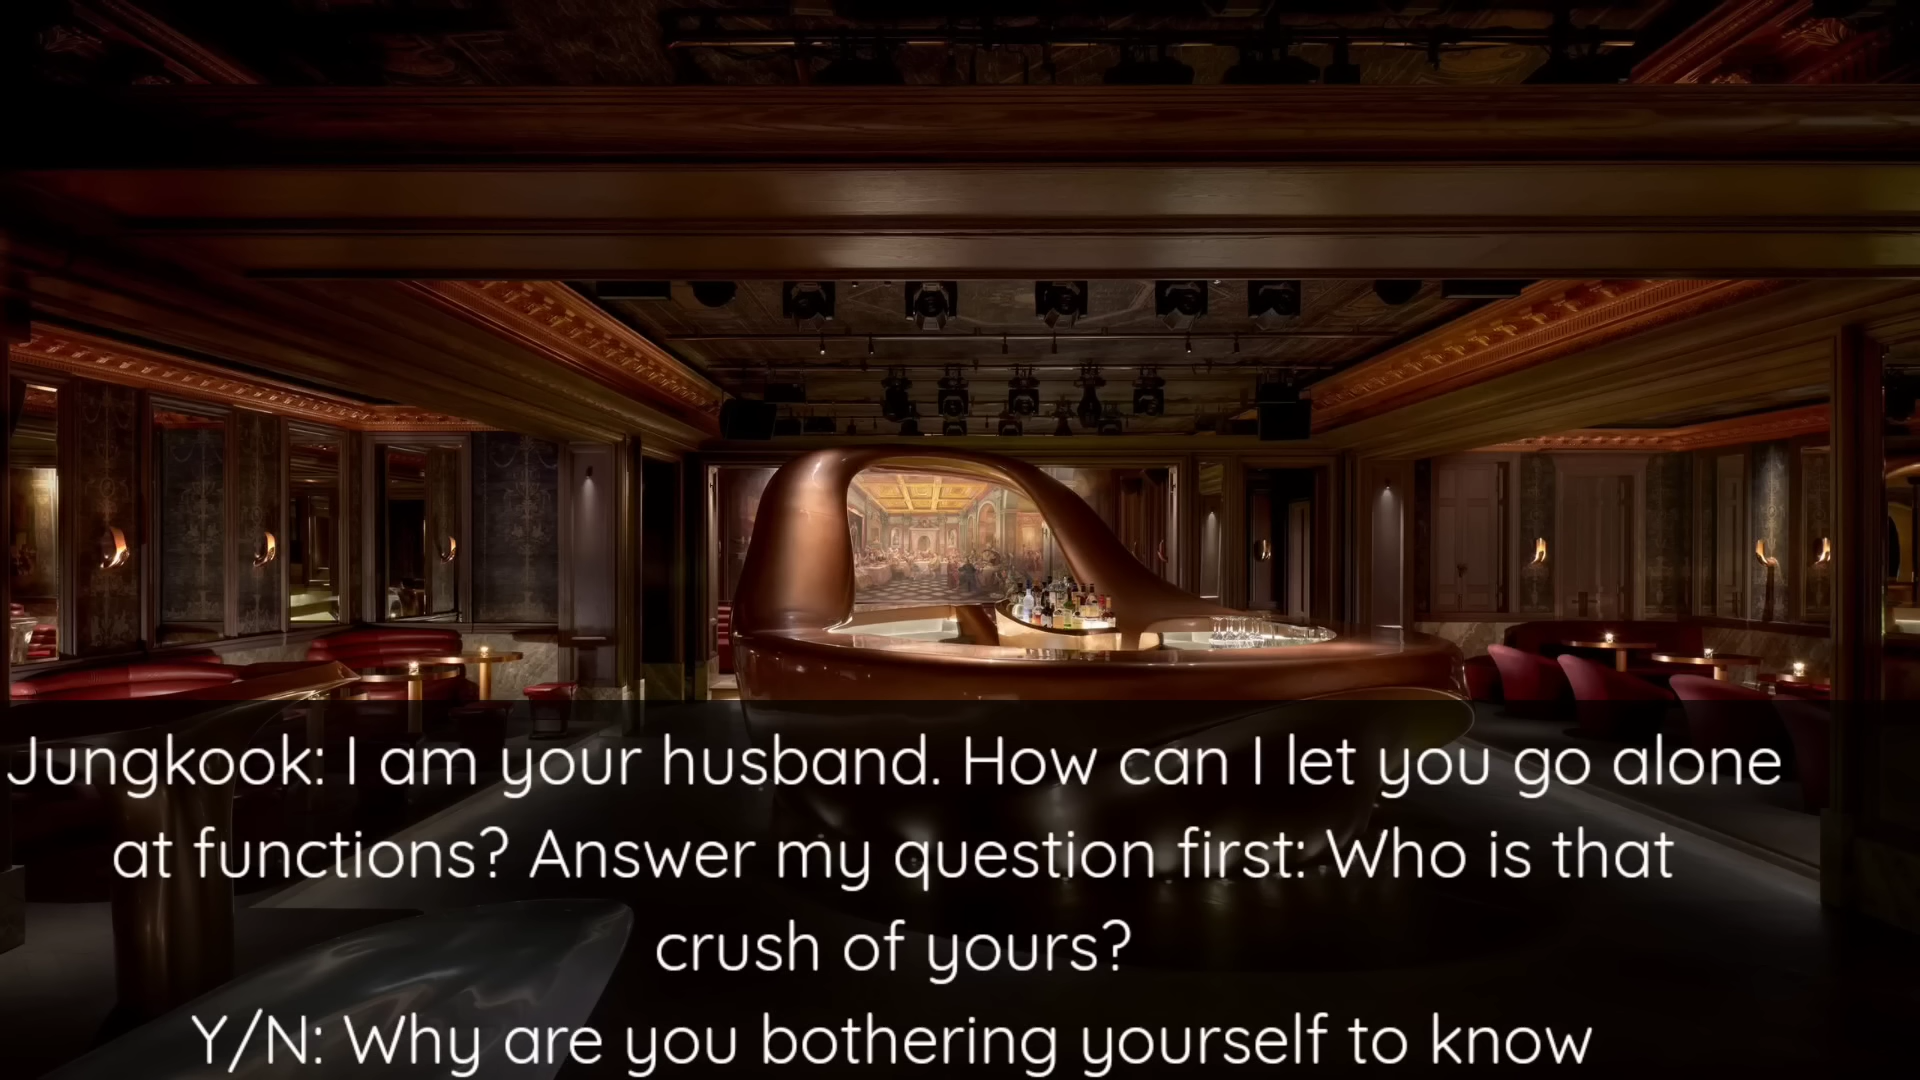 Jungkook: I am your husband. How can I let you go alone
at functions? Answer my question first: Who is that
crush of yours?
Y/N: Why are you bothering yourself to know